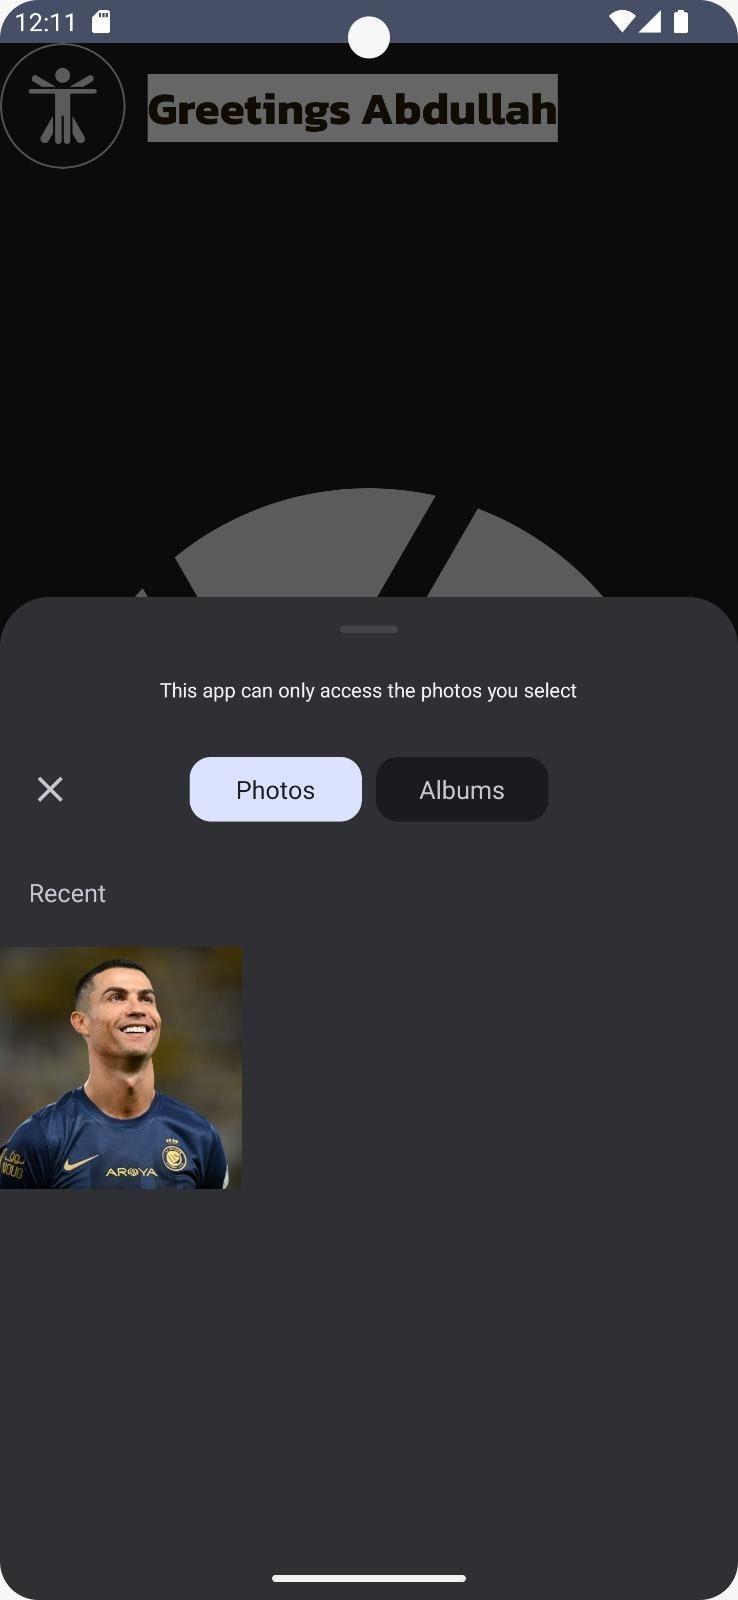 12:11
Greetings Abdullah
This app can only access the photos you select
Photos
Albums
Recent
AROYA